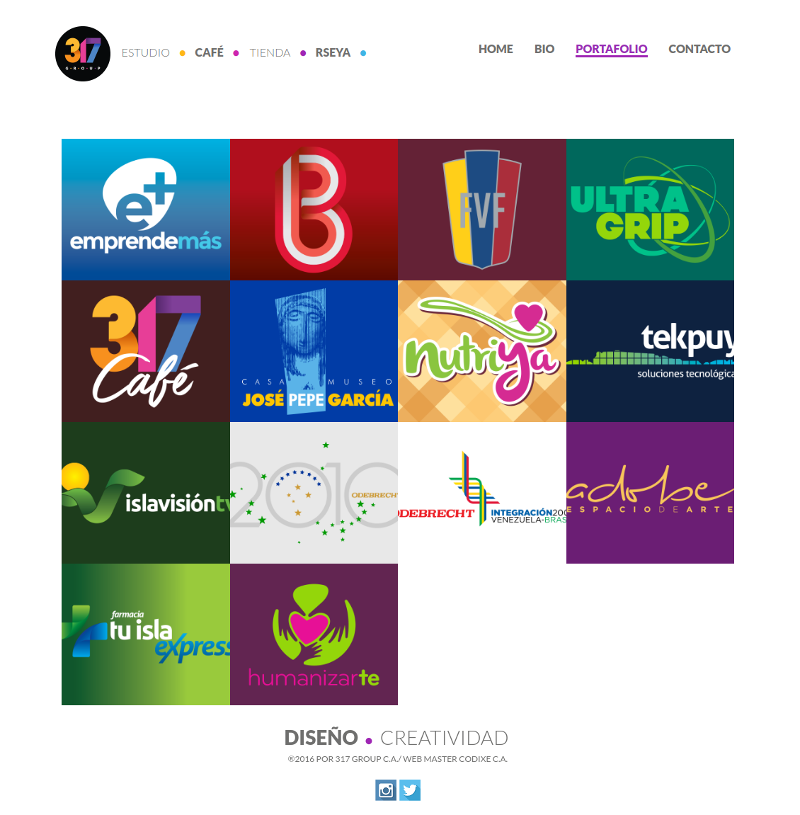 317
GROUP
ESTUDIO • CAFÉ • TIENDA • RSEYA •
HOME BIO PORTAFOLIO CONTACTO
e+
emprendemás
B
FVF
ULTRA
GRIP
317
Café
CASA MUSEO
JOSÉ PEPE GARCÍA
nutriya
tekpuy
soluciones tecnológica
islavisióntv
2010
ODEBRECHT
ODEBRECHT
INTEGRACIÓN200
VENEZUELA-BRAS
adobe
ESPACIO DE ARTE
farmacia
tu isla
express
humanizarte
DISEÑO • CREATIVIDAD
®2016 POR 317 GROUP C.A./ WEB MASTER CODIXE C.A.